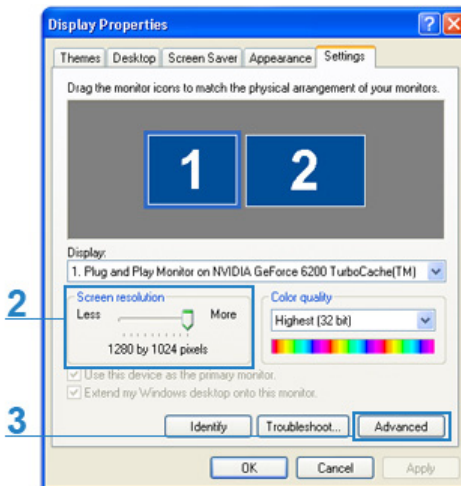 Display Properties
Themes Desktop Screen Saver Appearance Settings
Drag the monitor icons to match the physical arrangement of your monitors.
1 2
Display:
1. Plug and Play Monitor on NVIDIA GeForce 6200 TurboCache(TM)
2
Screen resolution
Less More
1280 by 1024 pixels
Color quality
Highest (32 bit)
Use this device as the primary monitor.
Extend my Windows desktop onto this monitor.
3
Identify Troubleshoot... Advanced
OK Cancel Apply